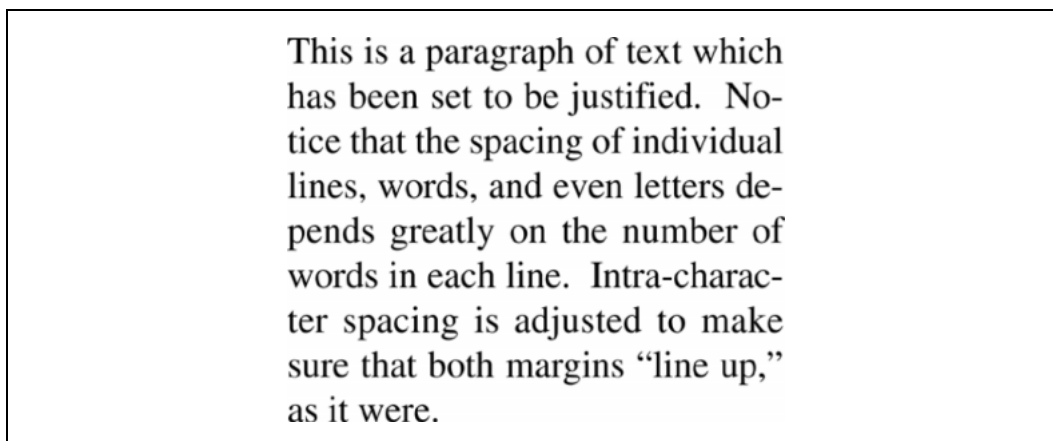 This is a paragraph of text which
has been set to be justified.  No-
tice that the spacing of individual
lines, words, and even letters de-
pends greatly on the number of
words in each line.  Intra-charac-
ter spacing is adjusted to make
sure that both margins “line up,”
as it were.